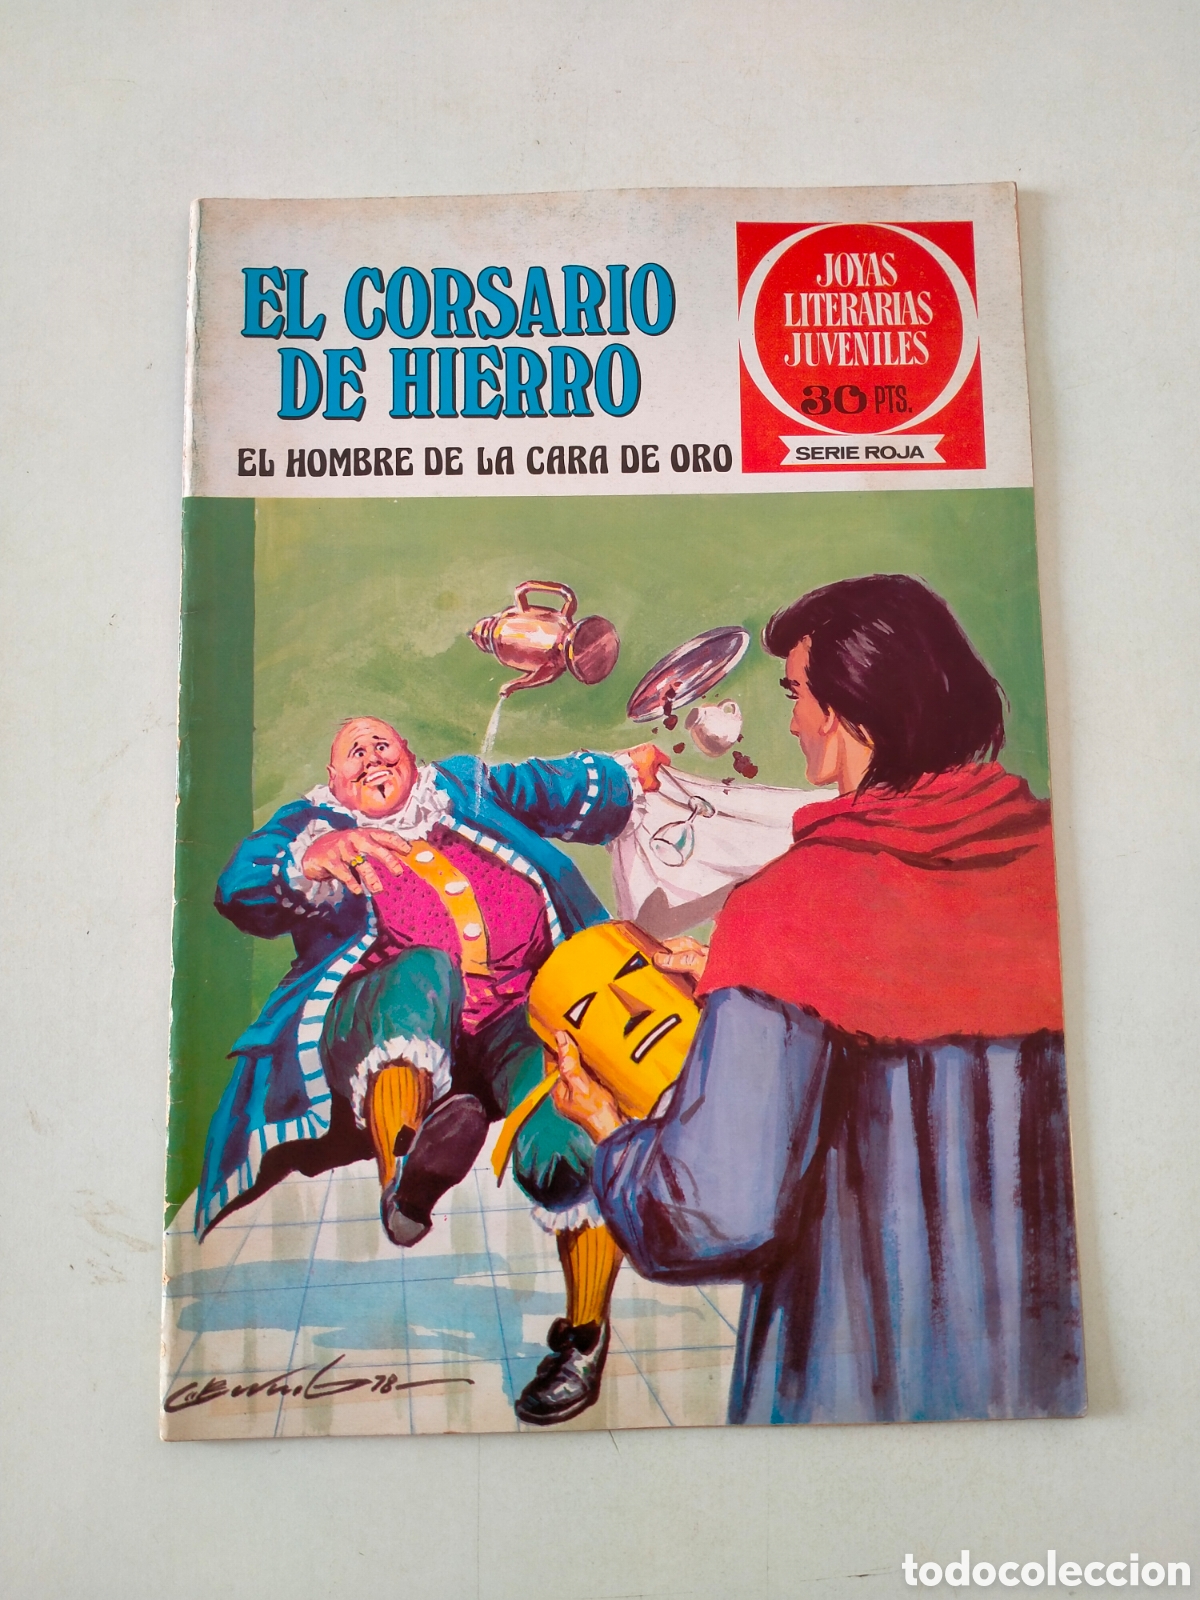 EL CORSARIO
DE HIERRO
EL HOMBRE DE LA CARA DE ORO
JOYAS
LITERARIAS
JUVENILES
30 PTS.
SERIE ROJA
78
todocoleccion